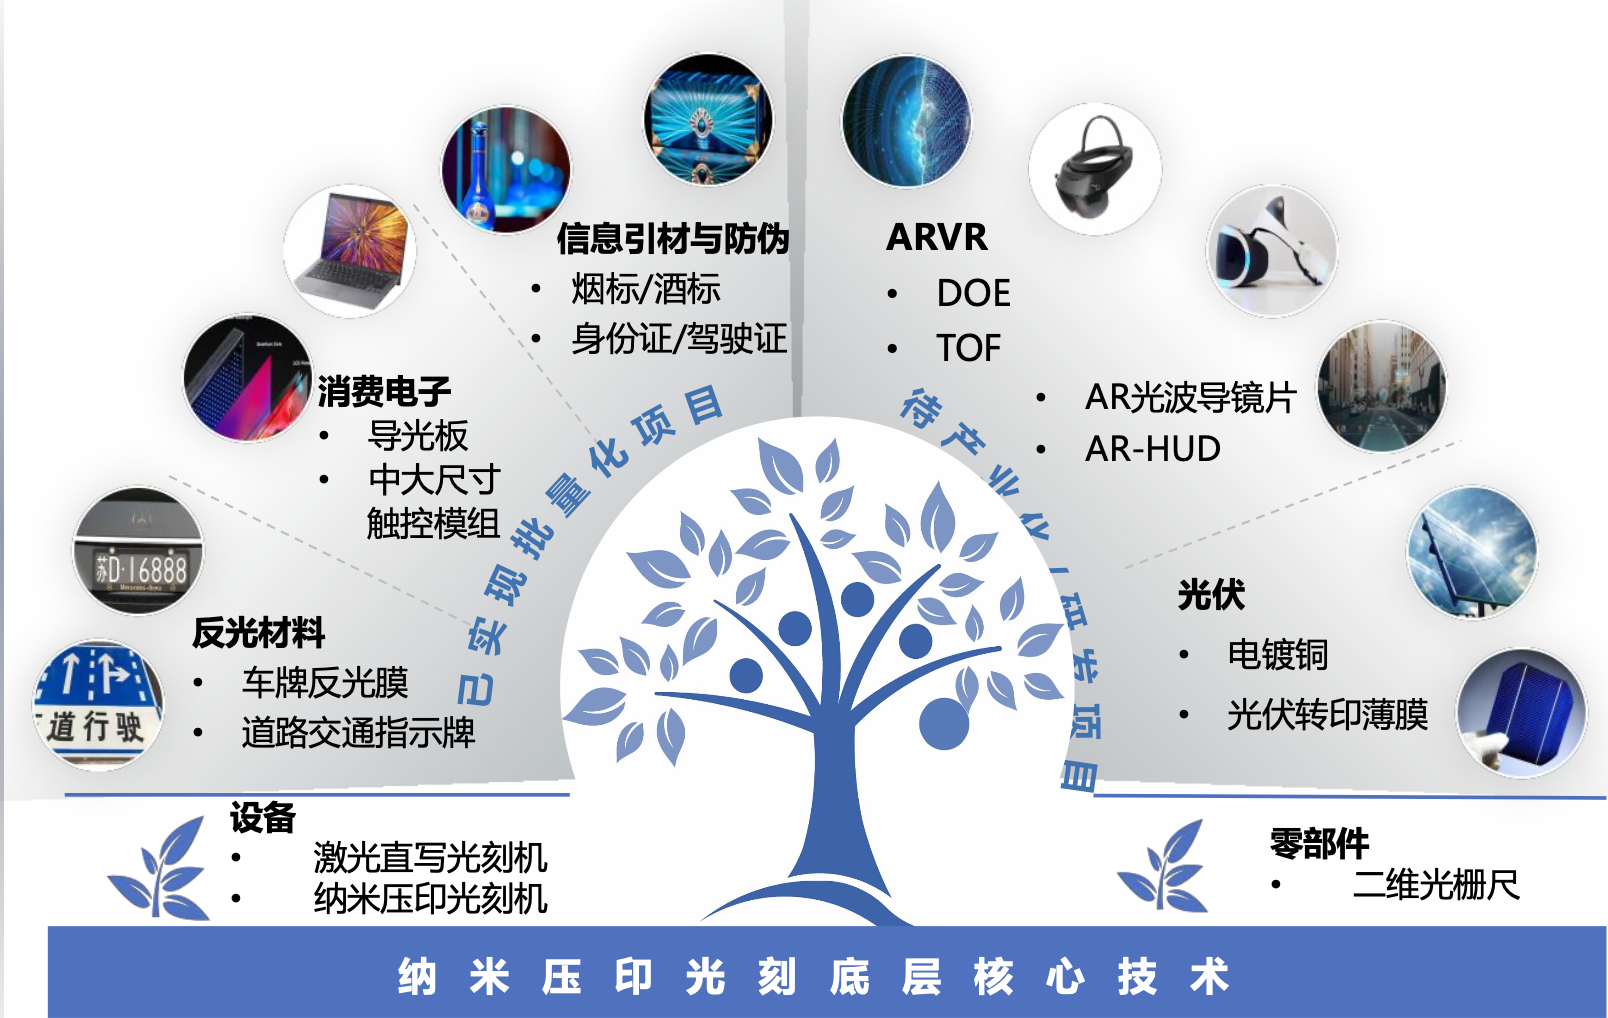 信息引材与防伪
• 烟标/酒标
• 身份证/驾驶证
ARVR
• DOE
• TOF
• AR光波导镜片
• AR-HUD
消费电子
• 导光板
• 中大尺寸
触控模组
已实现批量化项目
待产业化/研发项目
苏D·16888
反光材料
• 车牌反光膜
• 道路交通指示牌
道行驶
光伏
• 电镀铜
• 光伏转印薄膜
设备
• 激光直写光刻机
• 纳米压印光刻机
零部件
• 二维光栅尺
纳米压印光刻底层核心技术